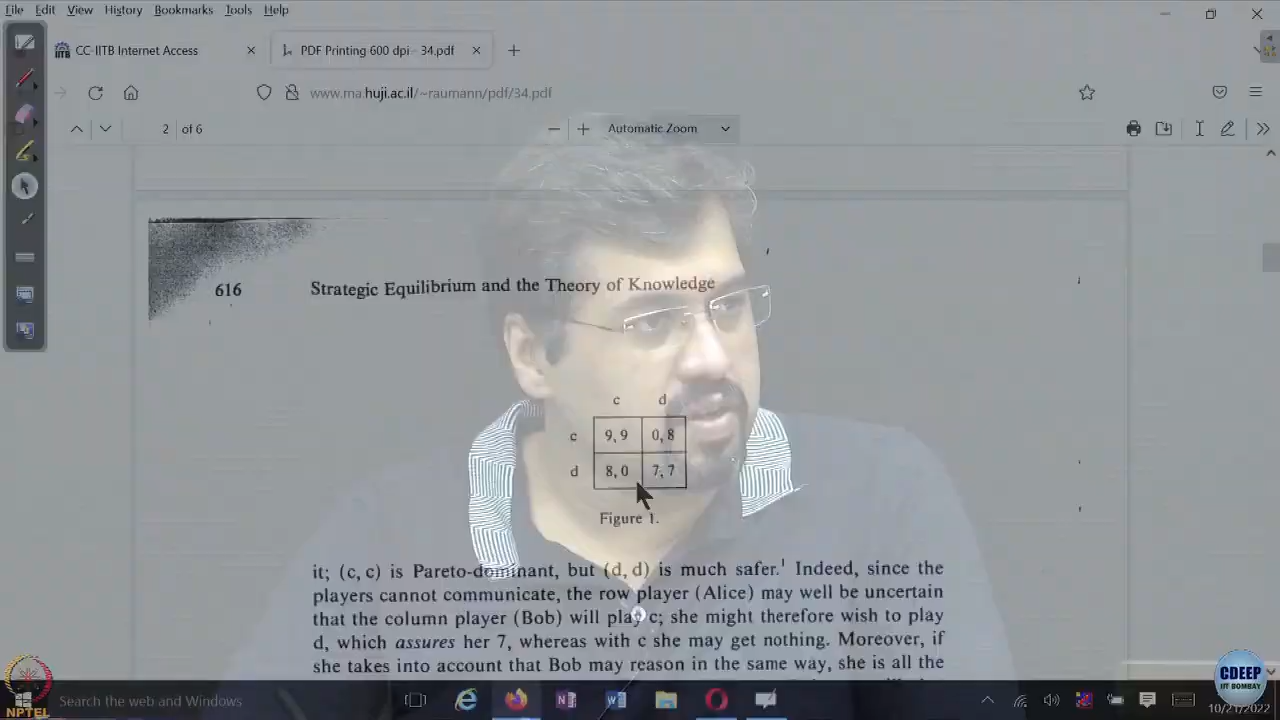 File Edit View History Bookmarks Tools Help
CC-IITB Internet Access
PDF Printing 600 dpi - 34.pdf
www.ma.huji.ac.il/~raumann/pdf/34.pdf
2 of 6
Automatic Zoom
616 Strategic Equilibrium and the Theory of Knowledge
c d
c 9, 9 0, 8
d 8, 0 7, 7
Figure 1.
it; (c, c) is Pareto-dominant, but (d, d) is much safer.¹ Indeed, since the
players cannot communicate, the row player (Alice) may well be uncertain
that the column player (Bob) will play c; she might therefore wish to play
d, which assures her 7, whereas with c she may get nothing. Moreover, if
she takes into account that Bob may reason in the same way, she is all the
Search the web and Windows
NPTEL
CDEEP
IIT BOMBAY
10/21/2022